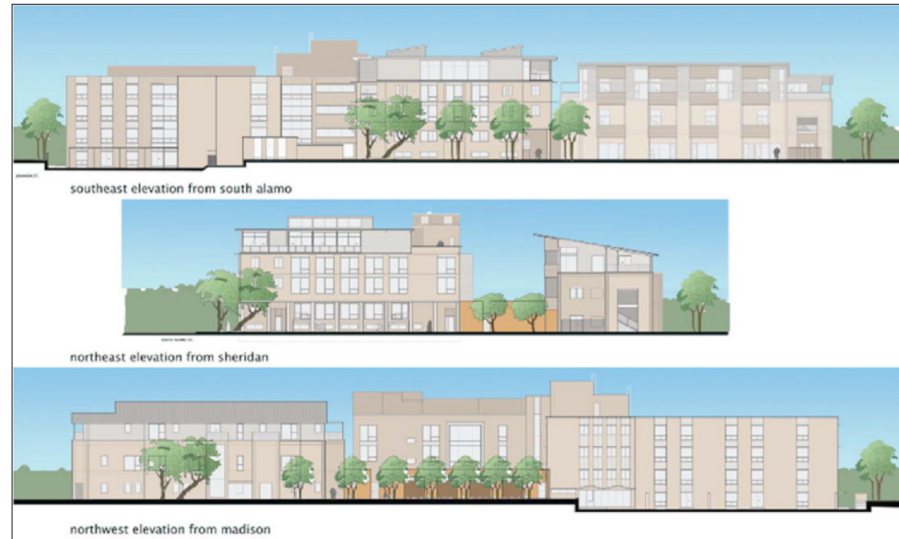 southeast elevation from south alamo
northeast elevation from sheridan
northwest elevation from madison